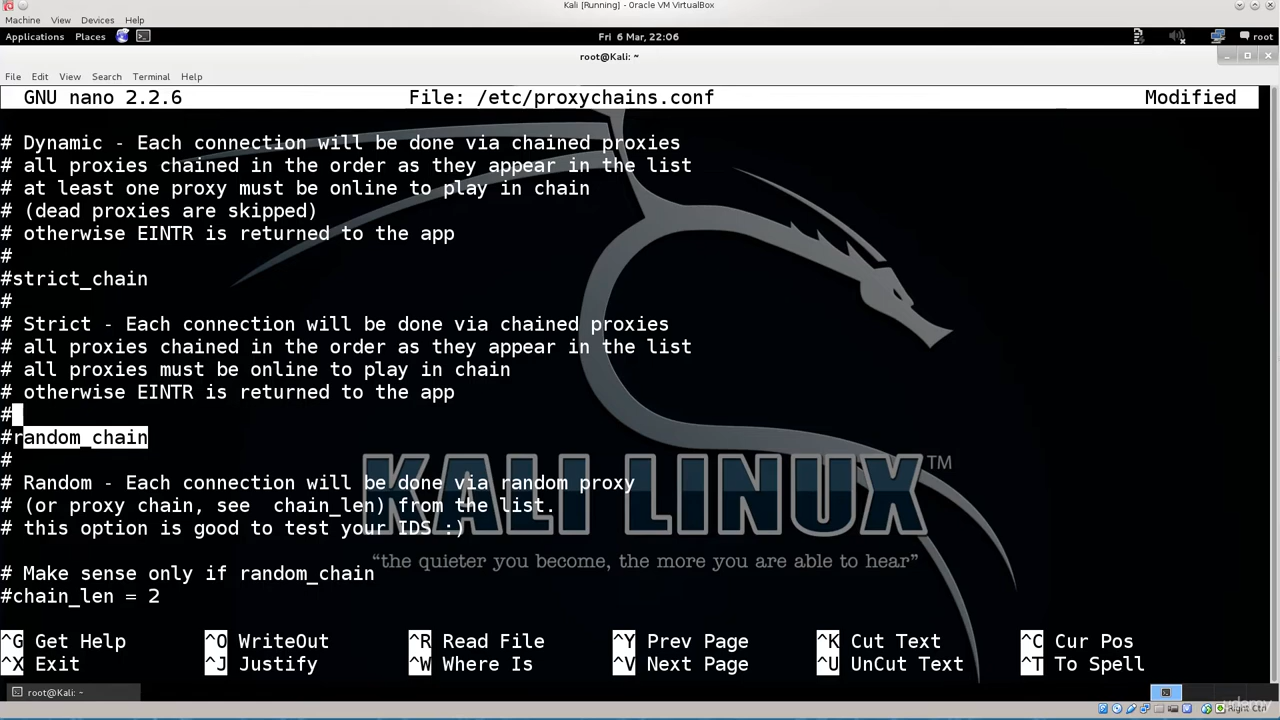 Kali [Running] - Oracle VM VirtualBox
Machine View Devices Help
Applications Places Fri 6 Mar, 22:06 root
root@Kali: ~
File Edit View Search Terminal Help
GNU nano 2.2.6 File: /etc/proxychains.conf Modified
# Dynamic - Each connection will be done via chained proxies
# all proxies chained in the order as they appear in the list
# at least one proxy must be online to play in chain
# (dead proxies are skipped)
# otherwise EINTR is returned to the app
#
#strict_chain
#
# Strict - Each connection will be done via chained proxies
# all proxies chained in the order as they appear in the list
# all proxies must be online to play in chain
# otherwise EINTR is returned to the app
#
#random_chain
#
# Random - Each connection will be done via random proxy
# (or proxy chain, see  chain_len) from the list.
# this option is good to test your IDS :)
KALI LINUX™
"the quieter you become, the more you are able to hear"
# Make sense only if random_chain
#chain_len = 2
^G Get Help ^O WriteOut ^R Read File ^Y Prev Page ^K Cut Text ^C Cur Pos
^X Exit ^J Justify ^W Where Is ^V Next Page ^U UnCut Text ^T To Spell
root@Kali: ~
udemy
Right Ctrl